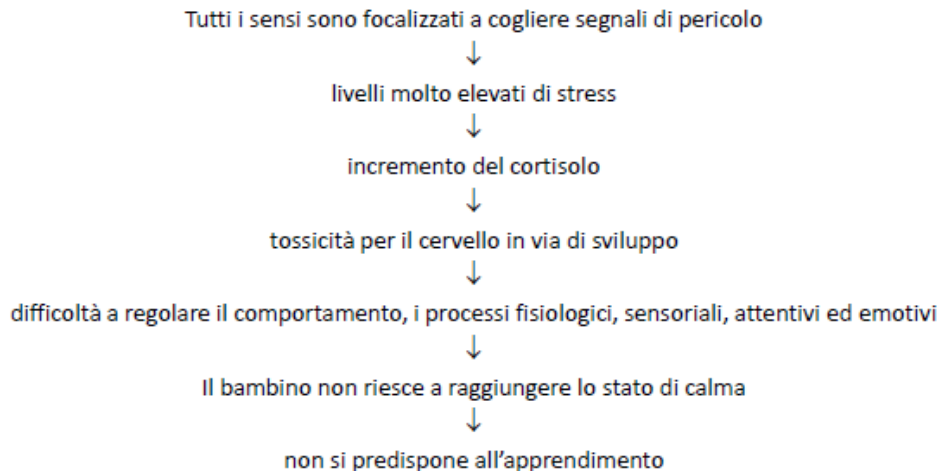 Tutti i sensi sono focalizzati a cogliere segnali di pericolo
↓
livelli molto elevati di stress
↓
incremento del cortisolo
↓
tossicità per il cervello in via di sviluppo
↓
difficoltà a regolare il comportamento, i processi fisiologici, sensoriali, attentivi ed emotivi
↓
Il bambino non riesce a raggiungere lo stato di calma
↓
non si predispone all'apprendimento